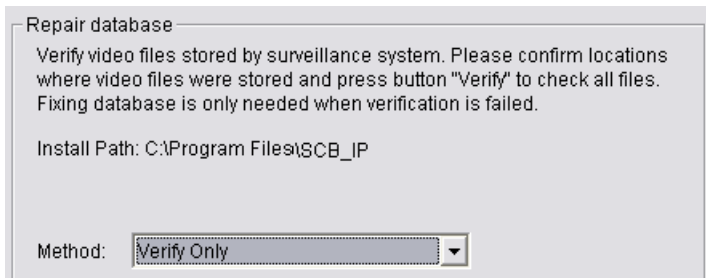 Repair database
Verify video files stored by surveillance system. Please confirm locations
where video files were stored and press button "Verify" to check all files.
Fixing database is only needed when verification is failed.
Install Path: C:\Program Files\SCB_IP
Method: Verify Only